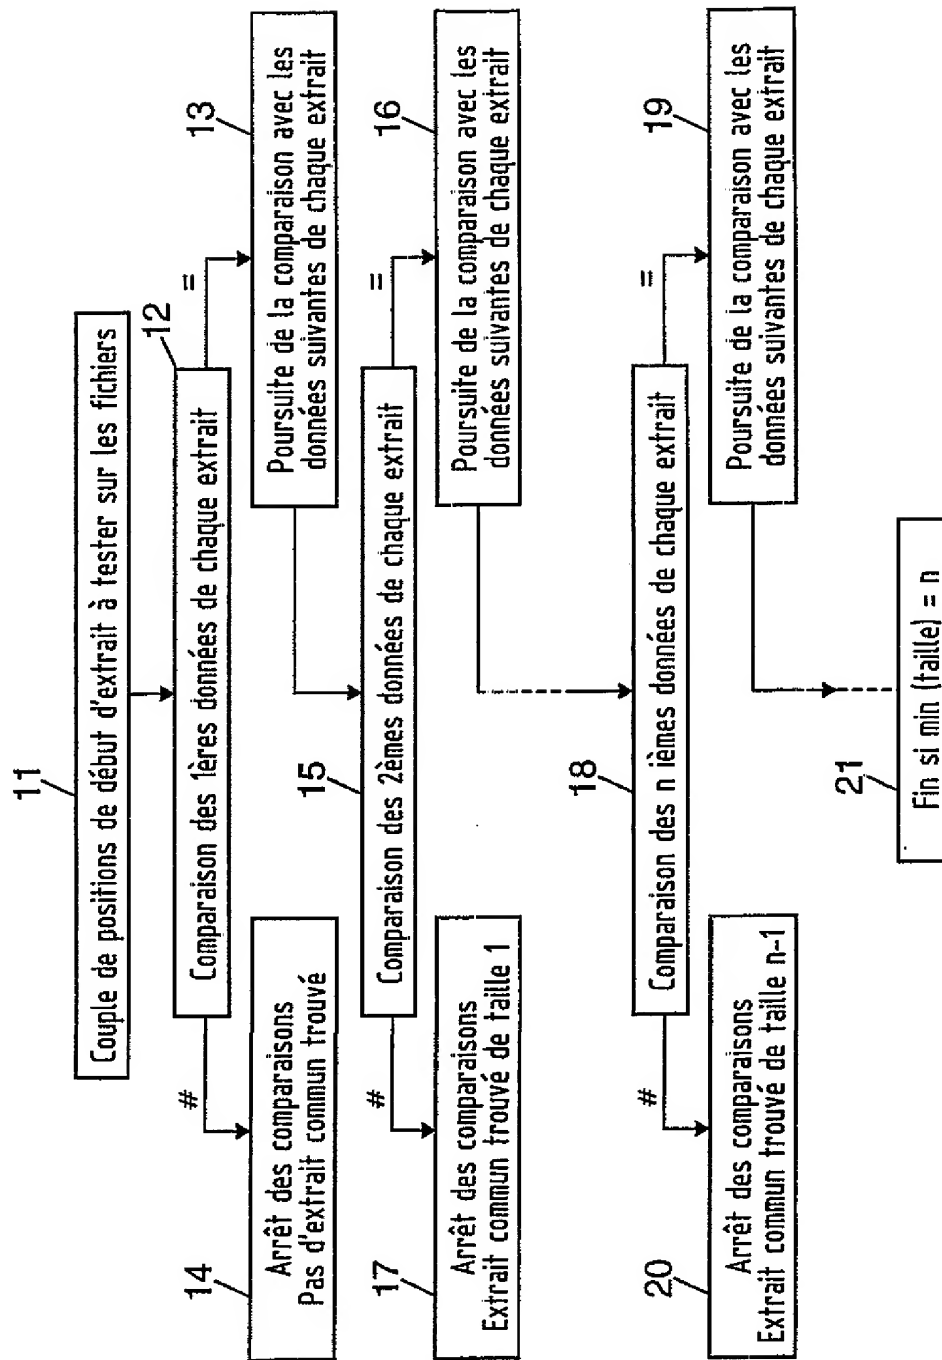 11
Couple de positions de début d'extrait à tester sur les fichiers
12
Comparaison des 1ères données de chaque extrait
#
=
14
Arrêt des comparaisons
Pas d'extrait commun trouvé
13
Poursuite de la comparaison avec les
données suivantes de chaque extrait
15
Comparaison des 2èmes données de chaque extrait
#
=
17
Arrêt des comparaisons
Extrait commun trouvé de taille 1
16
Poursuite de la comparaison avec les
données suivantes de chaque extrait
18
Comparaison des n ièmes données de chaque extrait
#
=
20
Arrêt des comparaisons
Extrait commun trouvé de taille n-1
19
Poursuite de la comparaison avec les
données suivantes de chaque extrait
21
Fin si min (taille) = n